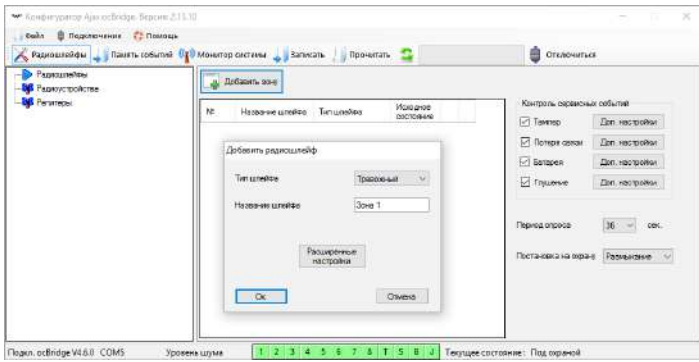 Конфигуратор Ajax ocBridge. Версия 2.13.10
Файл Подключение Помощь
Радиошлейфы Память событий Монитор системы Записать Прочитать Отключиться
Радиошлейфы
Радиоустройства
Репитеры
Добавить зону
№ Название шлейфа Тип шлейфа Исходное состояние
Добавить радиошлейф
Тип шлейфа Тревожный
Название шлейфа Зона 1
Расширенные настройки
Ок Отмена
Контроль сервисных событий
Тампер Доп. настройки
Потеря связи Доп. настройки
Батарея Доп. настройки
Глушение Доп. настройки
Период опроса 36 сек.
Постановка на охрану Размыкание
Подкл. ocBridge V4.6.0 COM5 Уровень шума 1 2 3 4 5 6 7 8 T S B J Текущее состояние: Под охраной